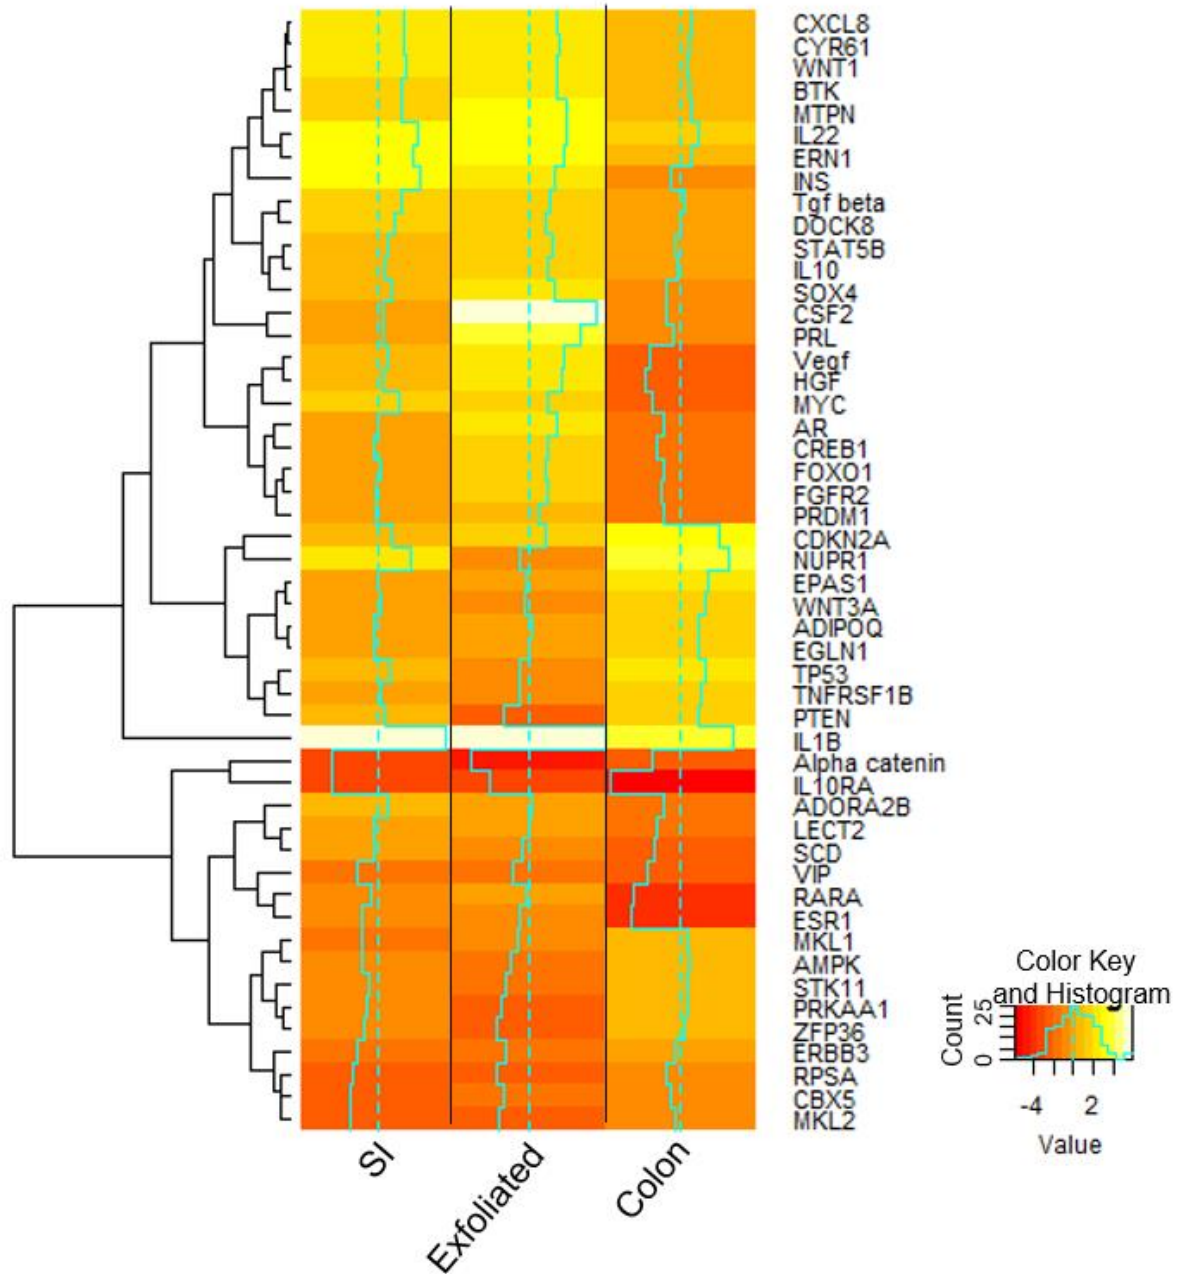 CXCL8
CYR61
WNT1
BTK
MTPN
IL22
ERN1
INS
Tgf beta
DOCK8
STAT5B
IL10
SOX4
CSF2
PRL
Vegf
HGF
MYC
AR
CREB1
FOXO1
FGFR2
PRDM1
CDKN2A
NUPR1
EPAS1
WNT3A
ADIPOQ
EGLN1
TP53
TNFRSF1B
PTEN
IL1B
Alpha catenin
IL10RA
ADORA2B
LECT2
SCD
VIP
RARA
ESR1
MKL1
AMPK
STK11
PRKAA1
ZFP36
ERBB3
RPSA
CBX5
MKL2
SI
Exfoliated
Colon
Color Key
and Histogram
Count
0 25
-4 2
Value